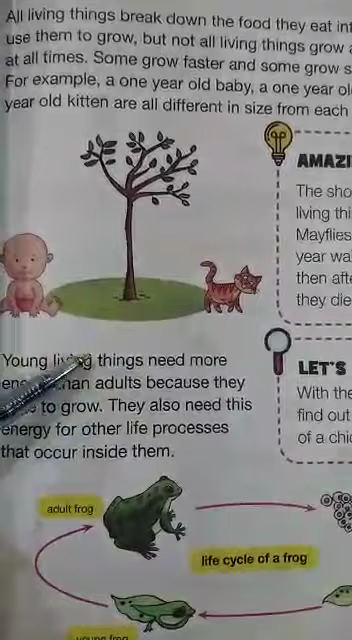 All living things break down the food they eat int
use them to grow, but not all living things grow
at all times. Some grow faster and some grow s
For example, a one year old baby, a one year ol
year old kitten are all different in size from each
AMAZI
The sho
living thi
Mayflies
year wa
then afte
they die
Young living things need more
than adults because they
to grow. They also need this
energy for other life processes
that occur inside them.
LET'S
With the
find out
of a chic
adult frog
life cycle of a frog
young frog